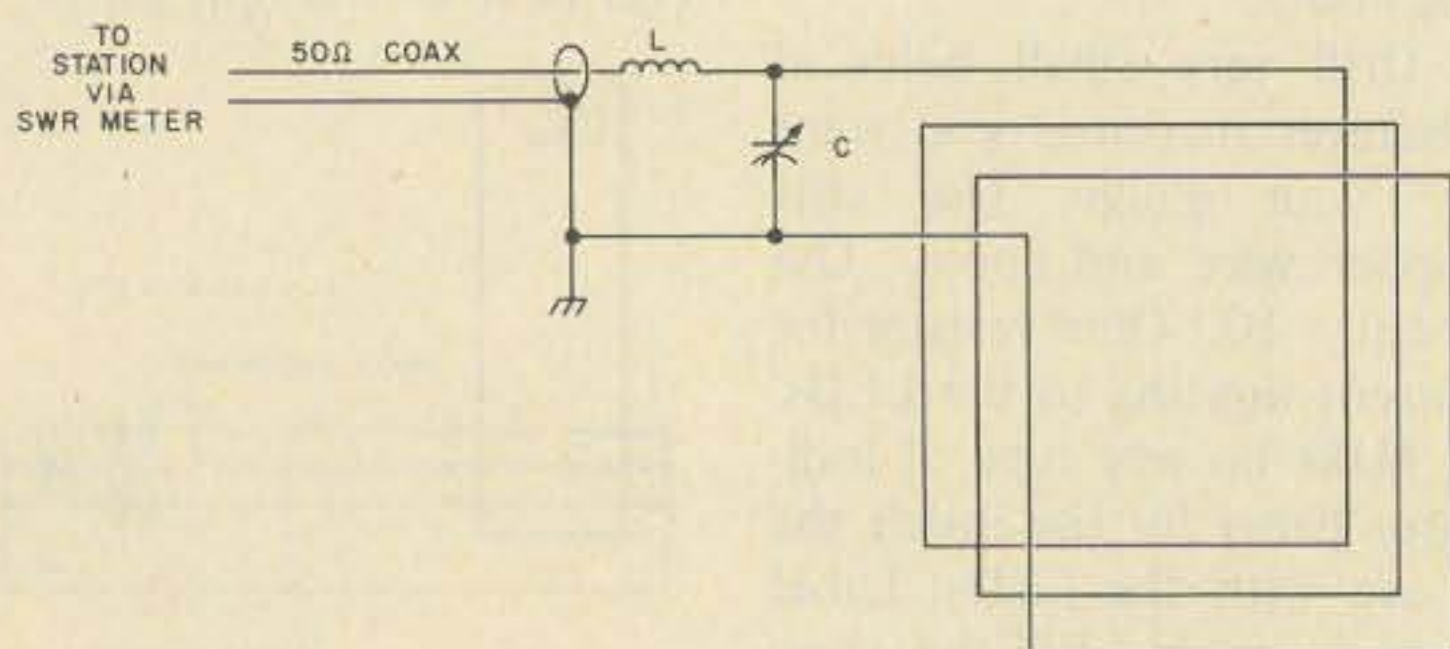 TO
STATION
VIA
SWR METER
50Ω COAX
L
C